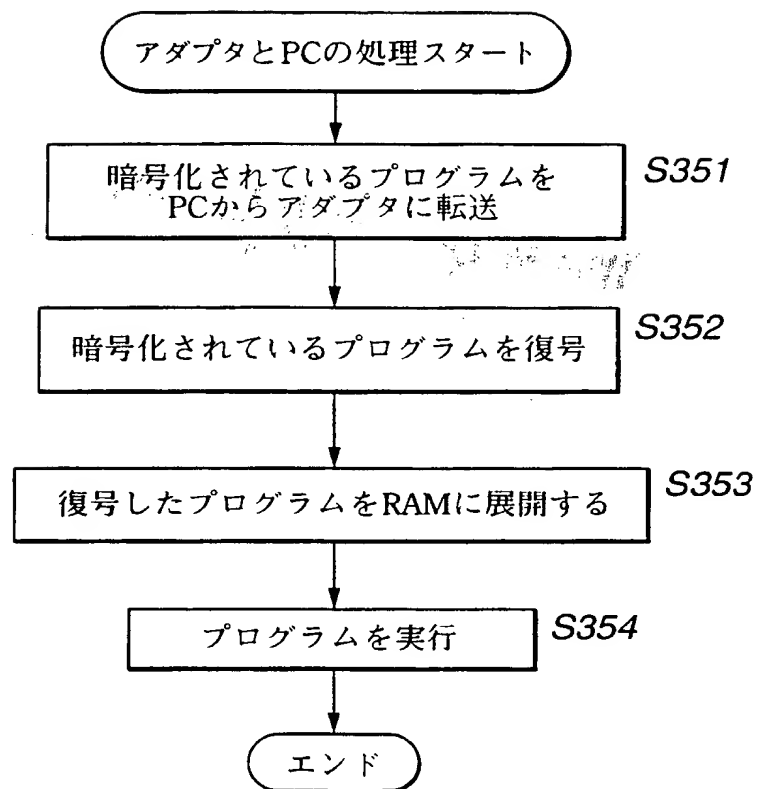 アダプタとPCの処理スタート
暗号化されているプログラムを
PCからアダプタに転送
S351
暗号化されているプログラムを復号
S352
復号したプログラムをRAMに展開する
S353
プログラムを実行
S354
エンド